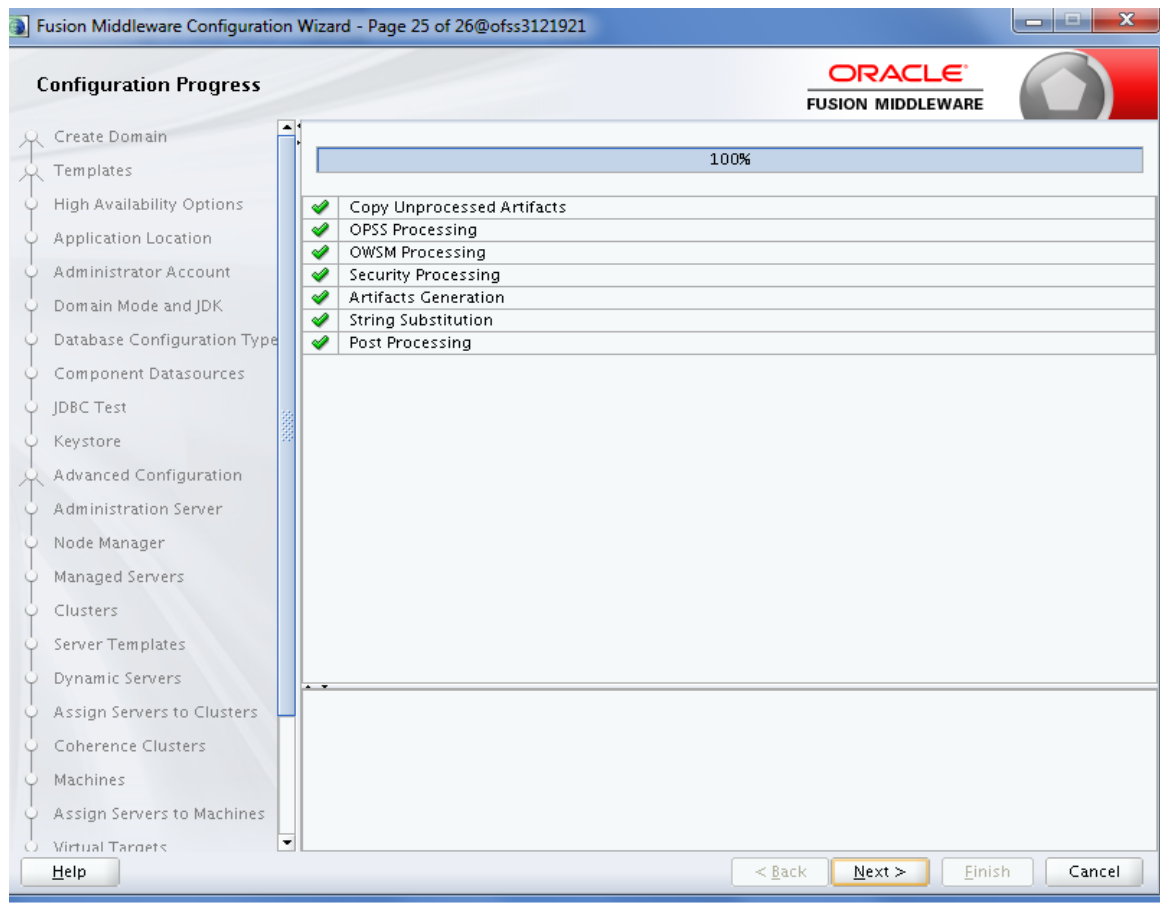 Fusion Middleware Configuration Wizard - Page 25 of 26@ofss3121921
Configuration Progress
ORACLE
FUSION MIDDLEWARE
Create Domain
Templates
High Availability Options
Application Location
Administrator Account
Domain Mode and JDK
Database Configuration Type
Component Datasources
JDBC Test
Keystore
Advanced Configuration
Administration Server
Node Manager
Managed Servers
Clusters
Server Templates
Dynamic Servers
Assign Servers to Clusters
Coherence Clusters
Machines
Assign Servers to Machines
Virtual Targets
100%
Copy Unprocessed Artifacts
OPSS Processing
OWSM Processing
Security Processing
Artifacts Generation
String Substitution
Post Processing
Help
< Back
Next >
Finish
Cancel